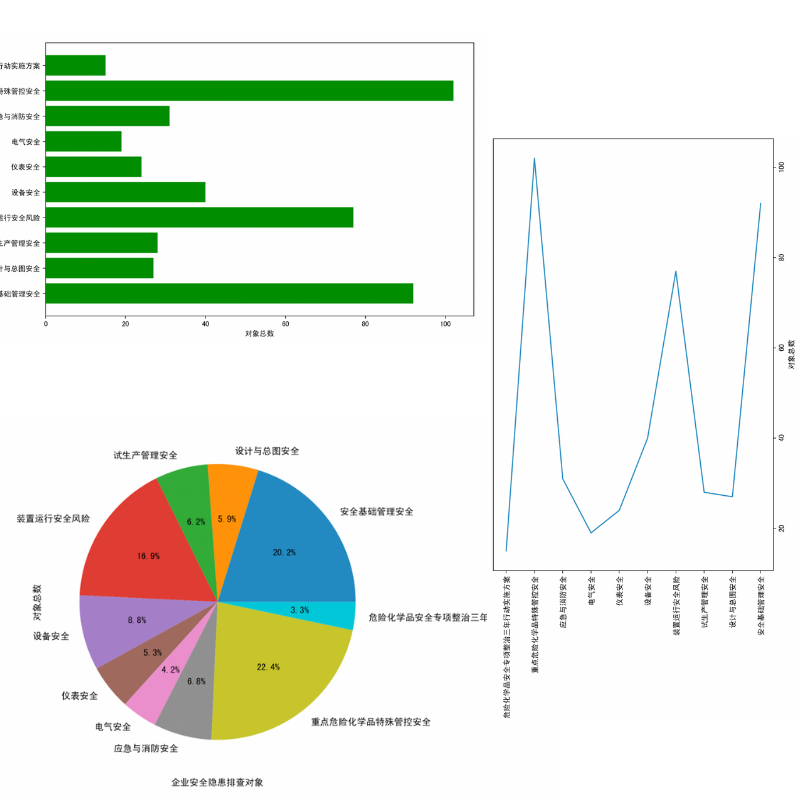 行动实施方案
特殊管控安全
急与消防安全
电气安全
仪表安全
设备安全
运行安全风险
生产管理安全
计与总图安全
基础管理安全
0 20 40 60 80 100
对象总数
100
80
60
40
20
对象总数
危险化学品安全专项整治三年行动实施方案
重点危险化学品特殊管控安全
应急与消防安全
电气安全
仪表安全
设备安全
装置运行安全风险
试生产管理安全
设计与总图安全
安全基础管理安全
试生产管理安全
设计与总图安全
安全基础管理安全
装置运行安全风险
对象总数
设备安全
仪表安全
电气安全
应急与消防安全
重点危险化学品特殊管控安全
危险化学品安全专项整治三年
6.2%
5.9%
20.2%
16.9%
8.8%
5.3%
4.2%
6.8%
22.4%
3.3%
企业安全隐患排查对象